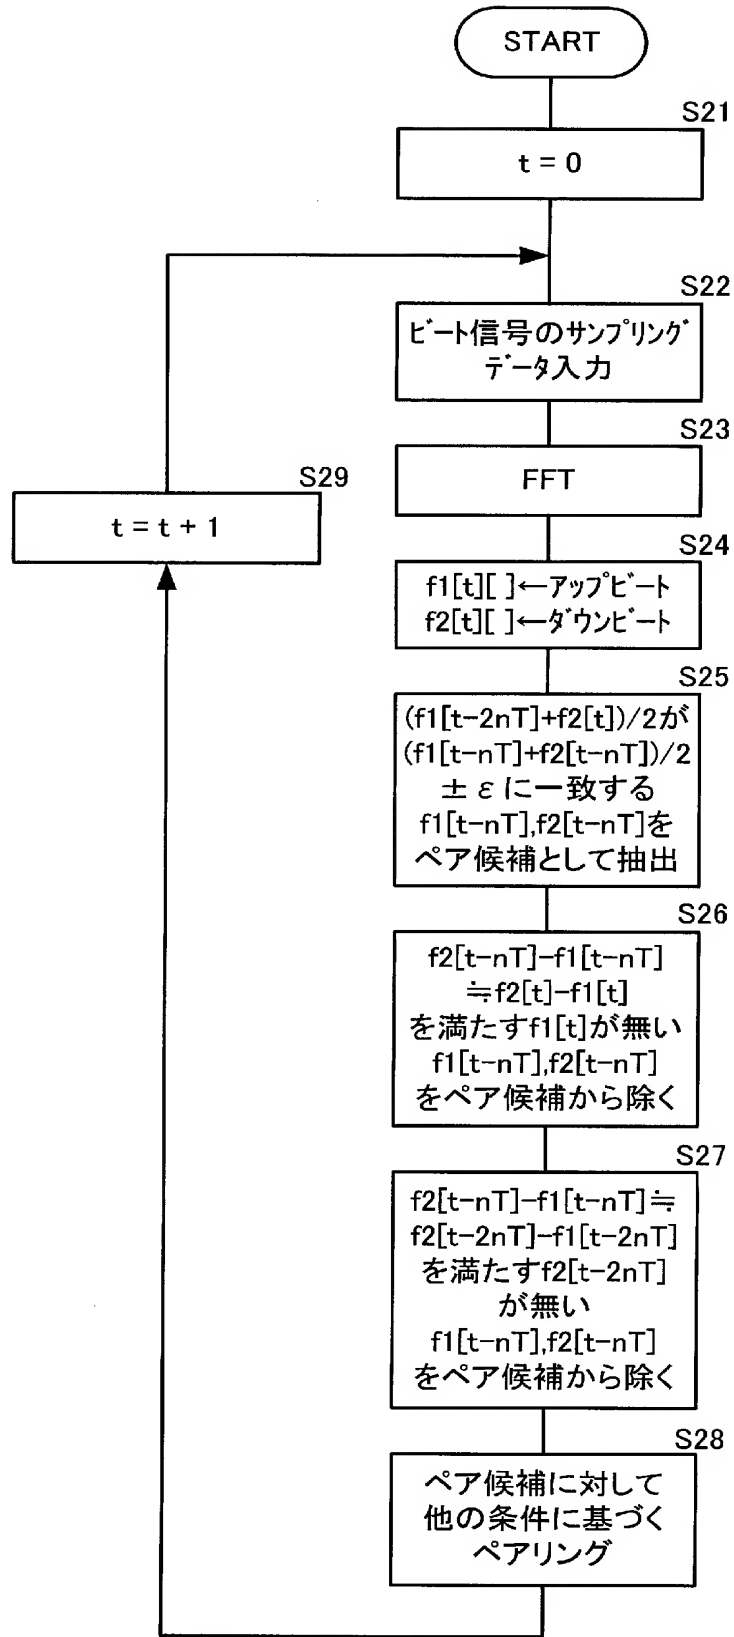 START
S21
t = 0
S22
ビート信号のサンプリング
データ入力
S23
FFT
S29
t = t + 1
S24
f1[t][ ]←アップビート
f2[t][ ]←ダウンビート
S25
(f1[t-2nT]+f2[t])/2が
(f1[t-nT]+f2[t-nT])/2
±εに一致する
f1[t-nT],f2[t-nT]を
ペア候補として抽出
S26
f2[t-nT]-f1[t-nT]
≒f2[t]-f1[t]
を満たすf1[t]が無い
f1[t-nT],f2[t-nT]
をペア候補から除く
S27
f2[t-nT]-f1[t-nT]≒
f2[t-2nT]-f1[t-2nT]
を満たすf2[t-2nT]
が無い
f1[t-nT],f2[t-nT]
をペア候補から除く
S28
ペア候補に対して
他の条件に基づく
ペアリング